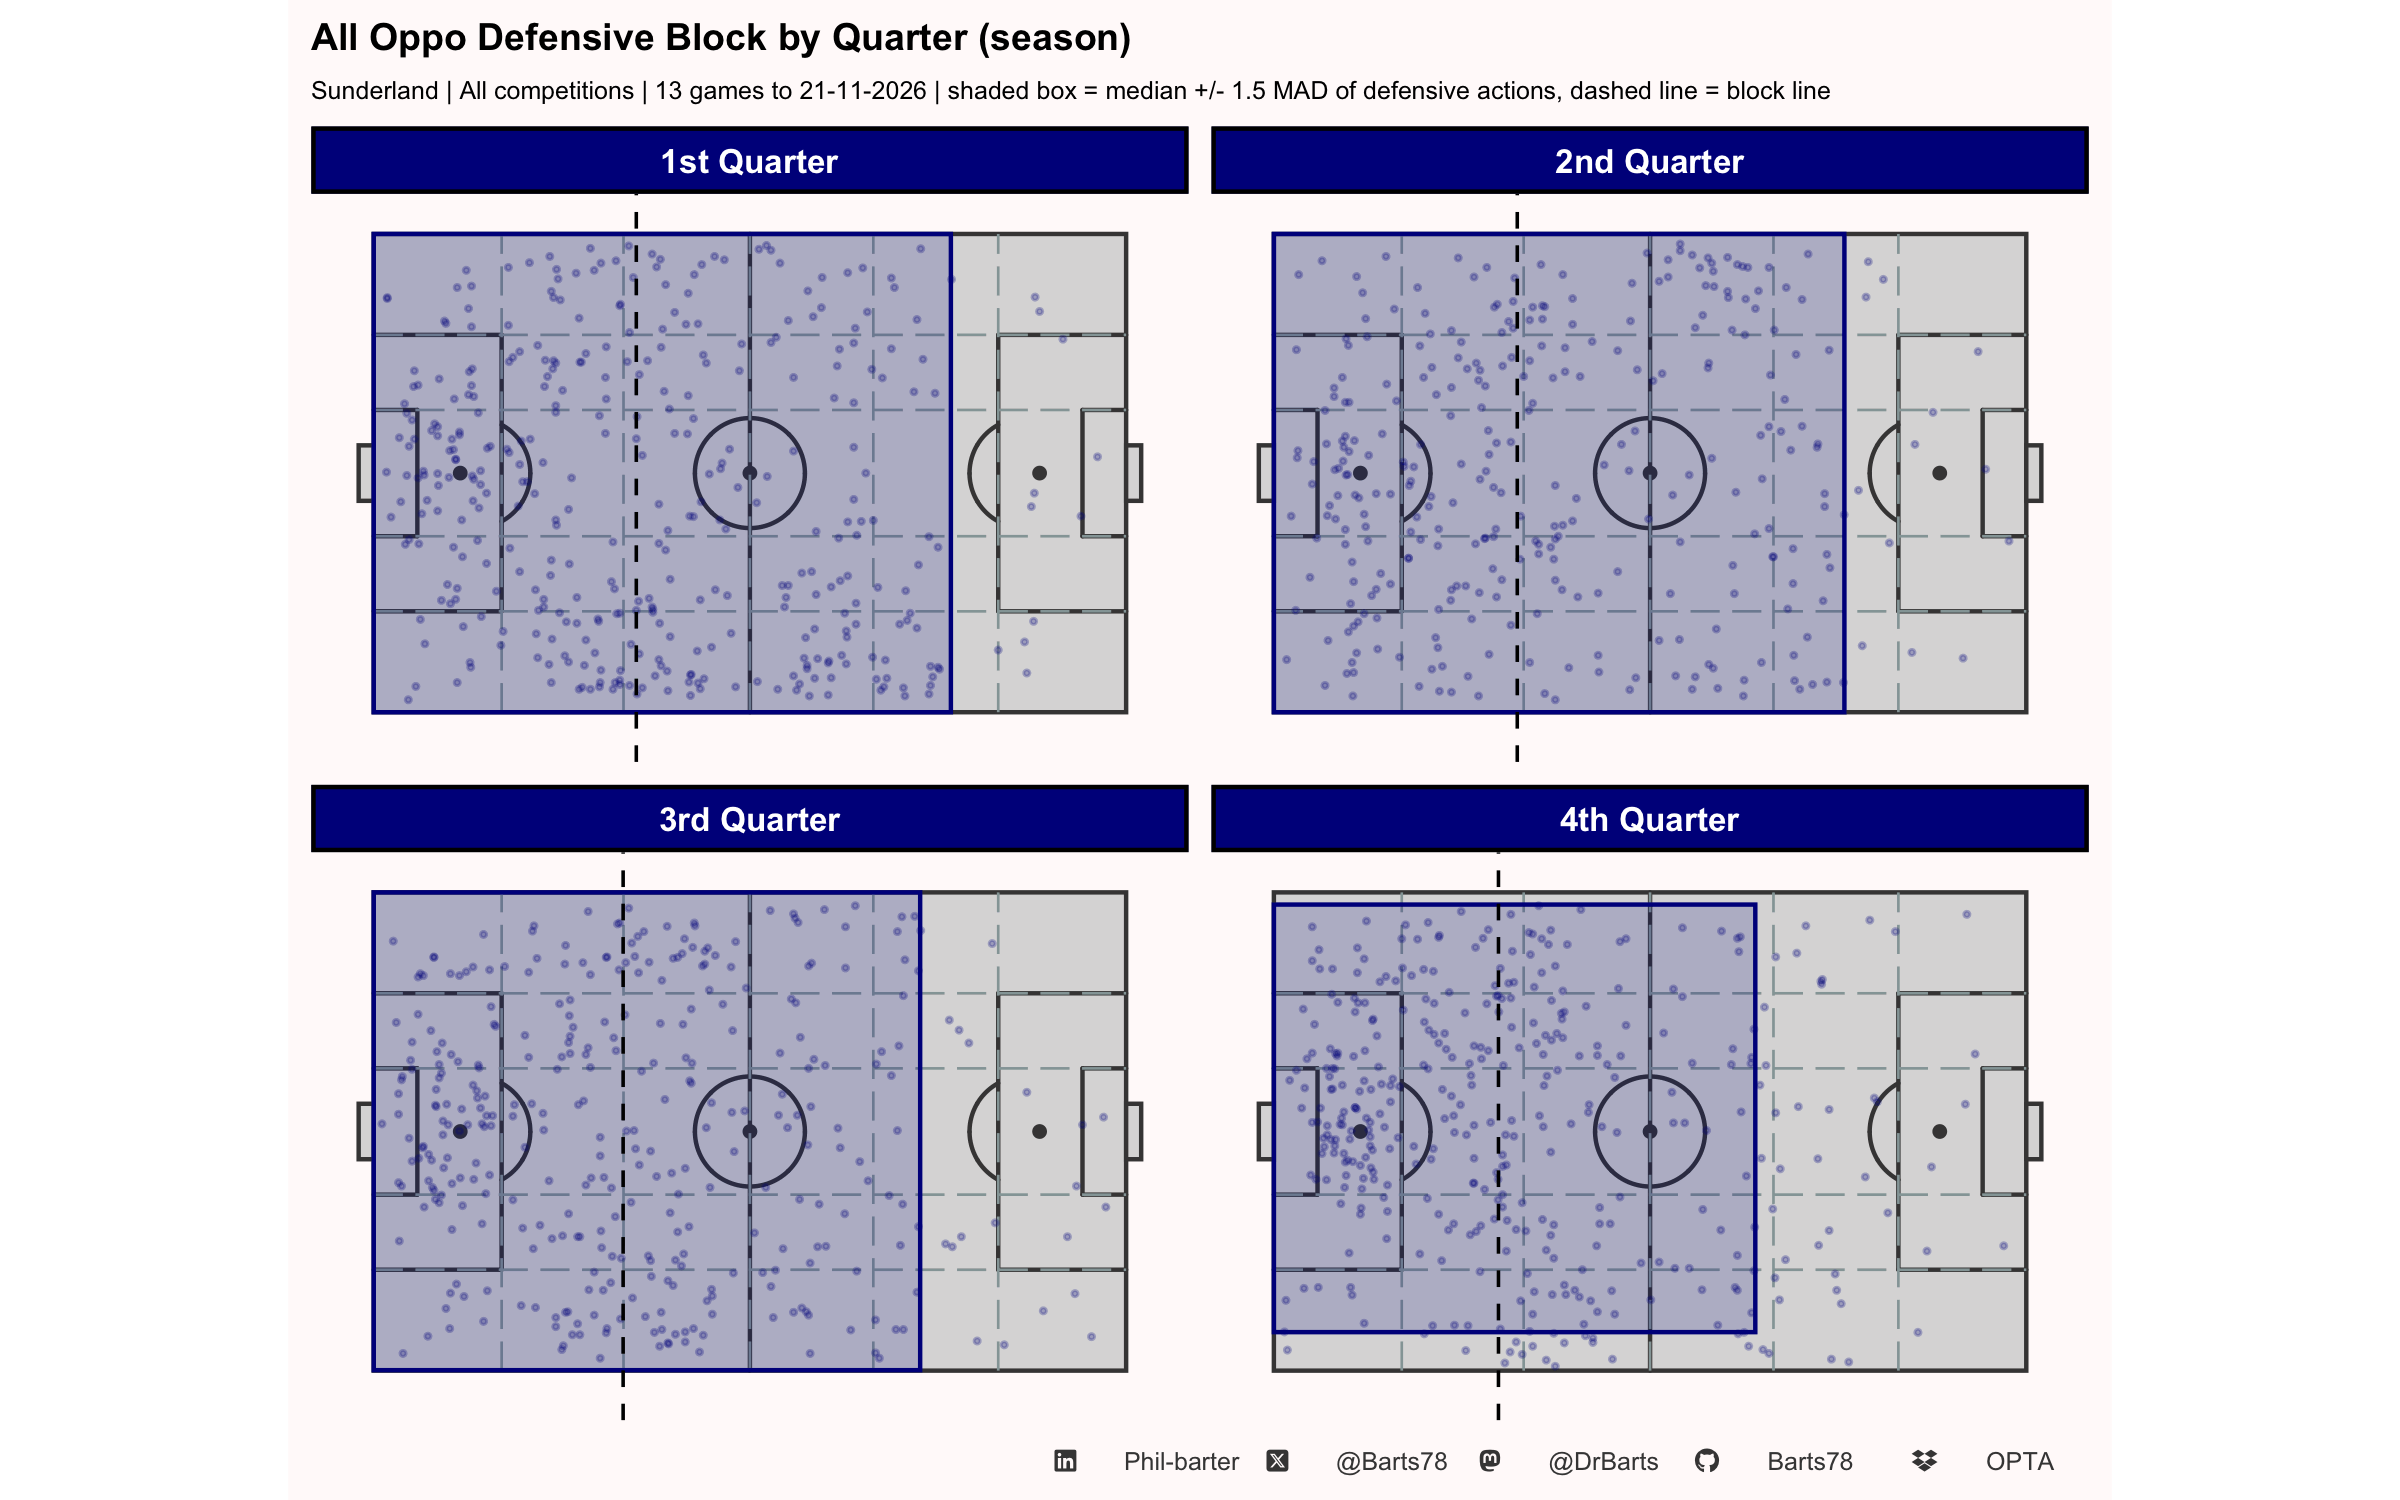 All Oppo Defensive Block by Quarter (season)
Sunderland | All competitions | 13 games to 21-11-2026 | shaded box = median +/- 1.5 MAD of defensive actions, dashed line = block line
1st Quarter
2nd Quarter
3rd Quarter
4th Quarter
Phil-barter @Barts78 @DrBarts Barts78 OPTA